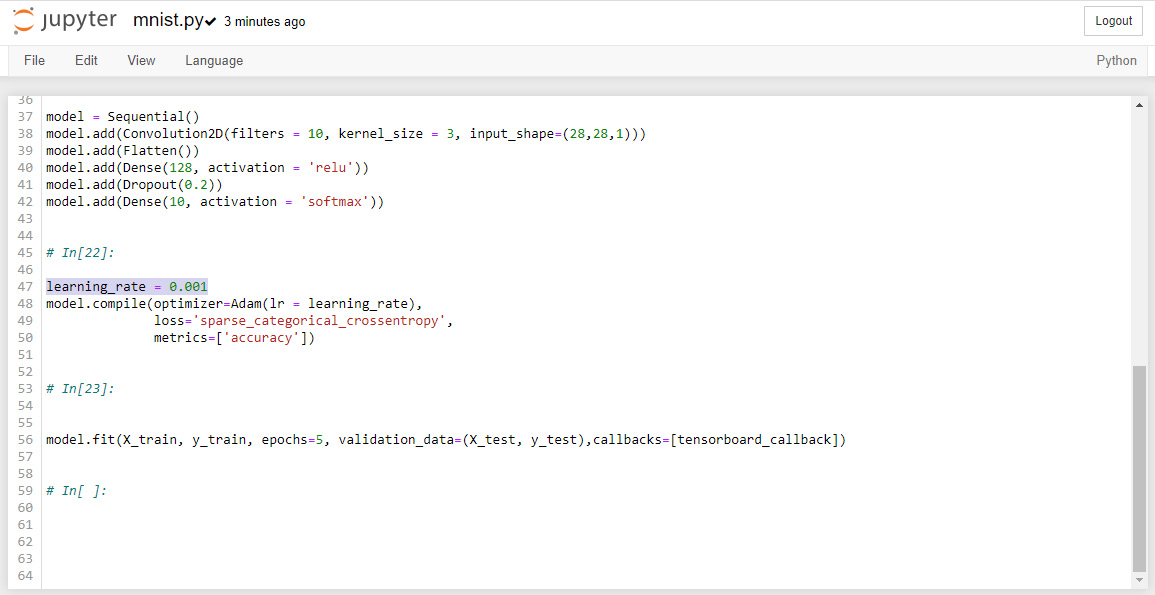 jupyter mnist.py✔ 3 minutes ago Logout
File Edit View Language Python
36
37 model = Sequential()
38 model.add(Convolution2D(filters = 10, kernel_size = 3, input_shape=(28,28,1)))
39 model.add(Flatten())
40 model.add(Dense(128, activation = 'relu'))
41 model.add(Dropout(0.2))
42 model.add(Dense(10, activation = 'softmax'))
43
44
45 # In[22]:
46
47 learning_rate = 0.001
48 model.compile(optimizer=Adam(lr = learning_rate),
49               loss='sparse_categorical_crossentropy',
50               metrics=['accuracy'])
51
52
53 # In[23]:
54
55
56 model.fit(X_train, y_train, epochs=5, validation_data=(X_test, y_test),callbacks=[tensorboard_callback])
57
58
59 # In[ ]:
60
61
62
63
64